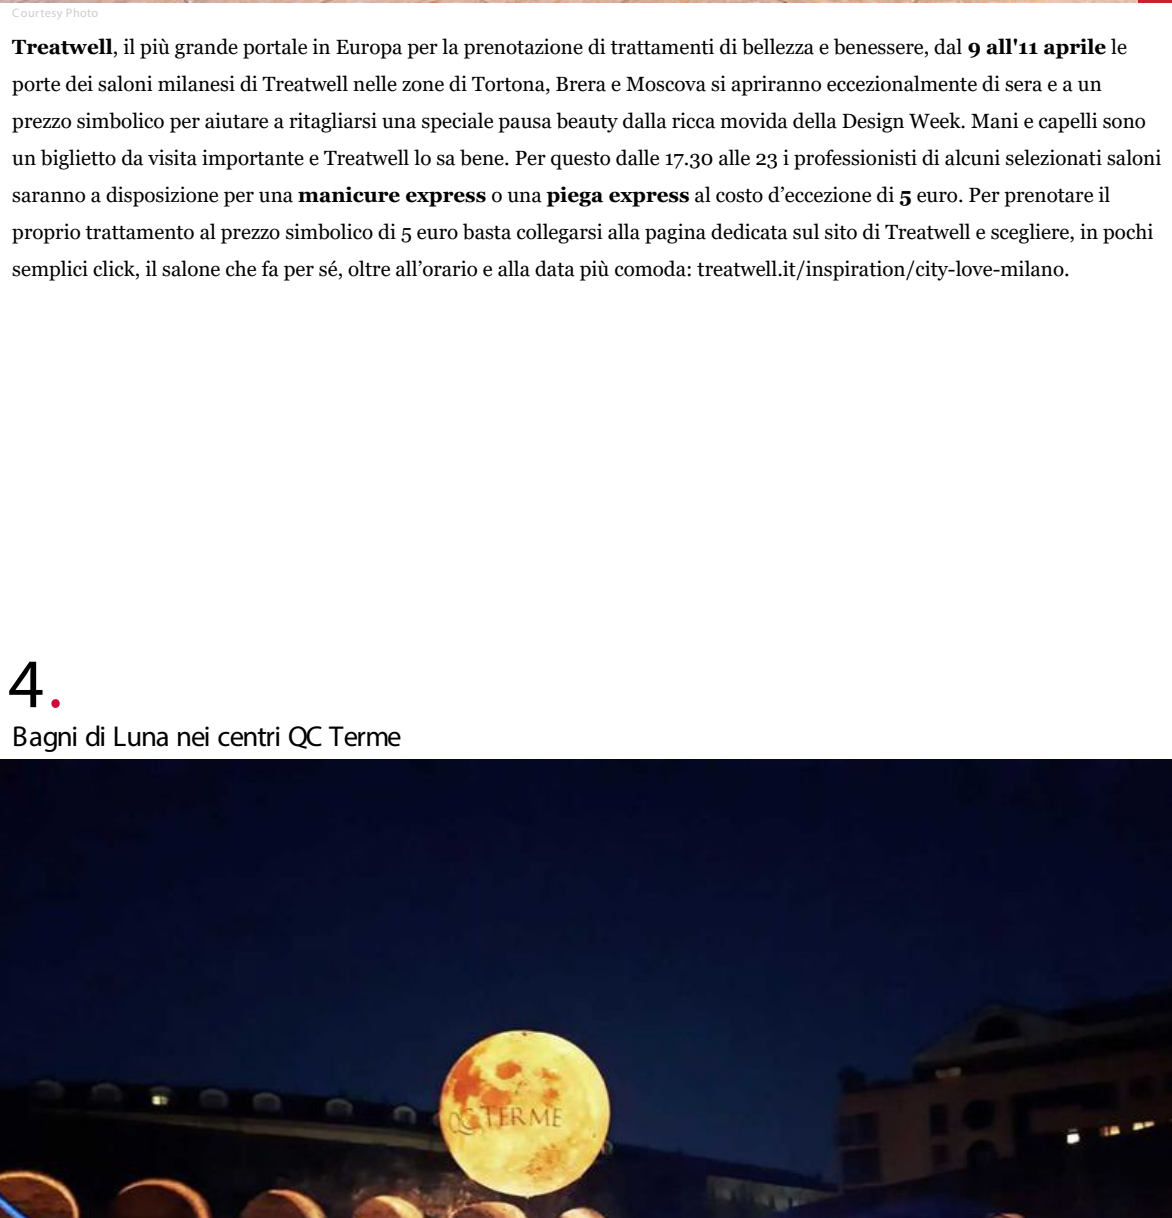 Courtesy Photo
Treatwell, il più grande portale in Europa per la prenotazione di trattamenti di bellezza e benessere, dal 9 all'11 aprile le
porte dei saloni milanesi di Treatwell nelle zone di Tortona, Brera e Moscova si apriranno eccezionalmente di sera e a un
prezzo simbolico per aiutare a ritagliarsi una speciale pausa beauty dalla ricca movida della Design Week. Mani e capelli sono
un biglietto da visita importante e Treatwell lo sa bene. Per questo dalle 17.30 alle 23 i professionisti di alcuni selezionati saloni
saranno a disposizione per una manicure express o una piega express al costo d’eccezione di 5 euro. Per prenotare il
proprio trattamento al prezzo simbolico di 5 euro basta collegarsi alla pagina dedicata sul sito di Treatwell e scegliere, in pochi
semplici click, il salone che fa per sé, oltre all’orario e alla data più comoda: treatwell.it/inspiration/city-love-milano.
4.
Bagni di Luna nei centri QC Terme
QC TERME